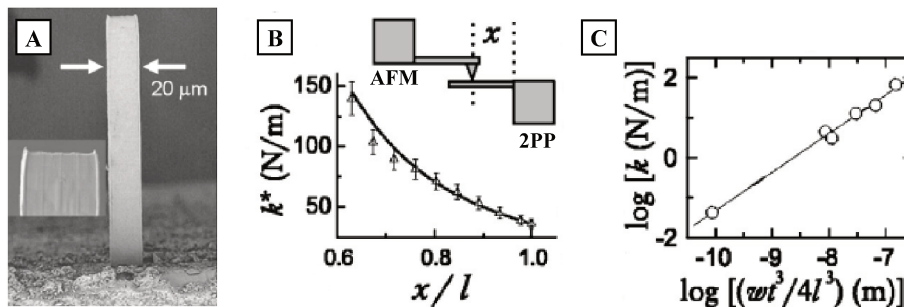 A
20 µm
B
x
AFM
2PP
150
100
50
k* (N/m)
0.6
0.8
1.0
x / l
C
2
0
-2
log [k (N/m)]
-10
-9
-8
-7
log [(wt³/4l³) (m)]